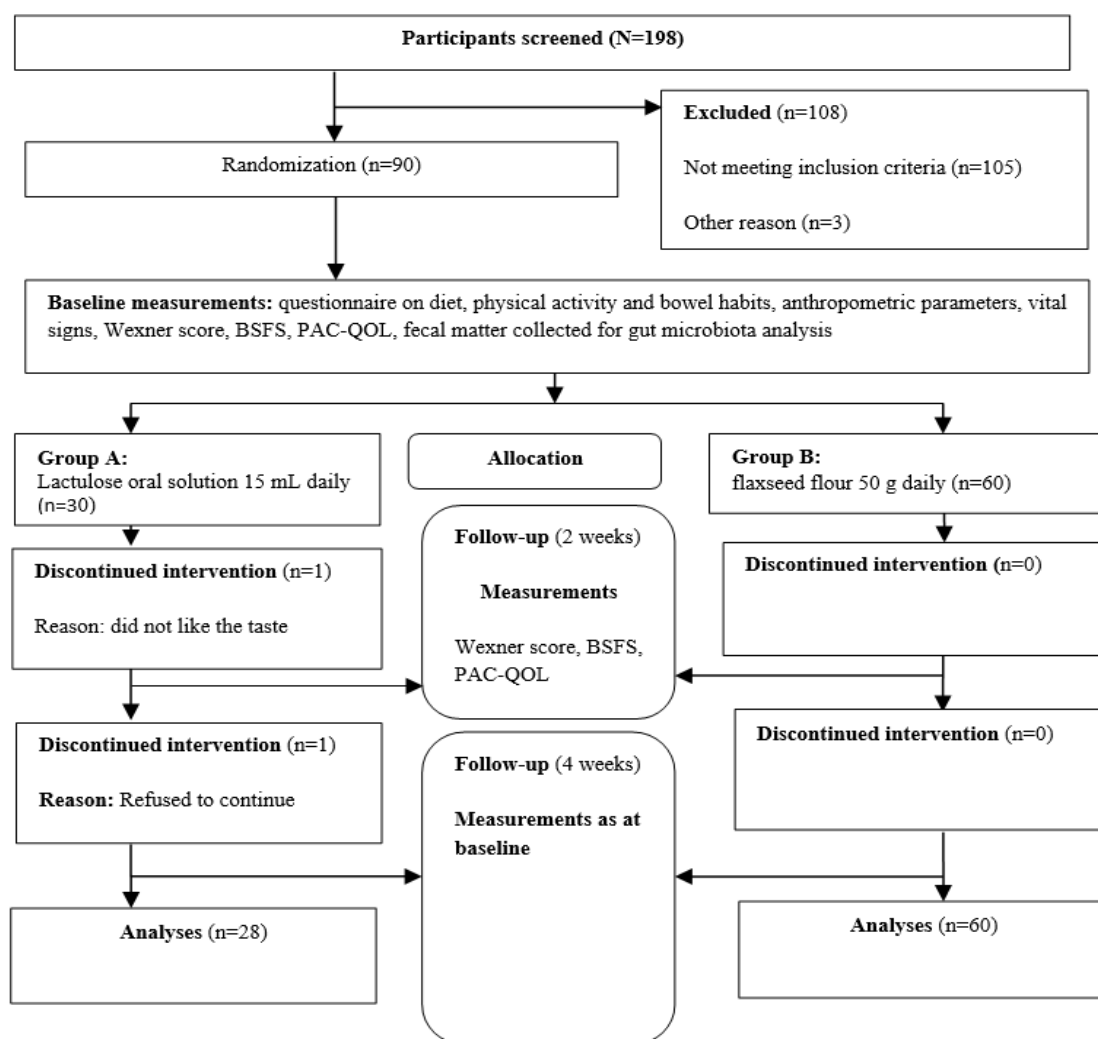 Participants screened (N=198)
Excluded (n=108)
Not meeting inclusion criteria (n=105)
Other reason (n=3)
Randomization (n=90)
Baseline measurements: questionnaire on diet, physical activity and bowel habits, anthropometric parameters, vital
signs, Wexner score, BSFS, PAC-QOL, fecal matter collected for gut microbiota analysis
Group A:
Lactulose oral solution 15 mL daily
(n=30)
Allocation
Group B:
flaxseed flour 50 g daily (n=60)
Discontinued intervention (n=1)
Reason: did not like the taste
Follow-up (2 weeks)
Measurements
Wexner score, BSFS,
PAC-QOL
Discontinued intervention (n=0)
Discontinued intervention (n=1)
Reason: Refused to continue
Follow-up (4 weeks)
Measurements as at
baseline
Discontinued intervention (n=0)
Analyses (n=28)
Analyses (n=60)